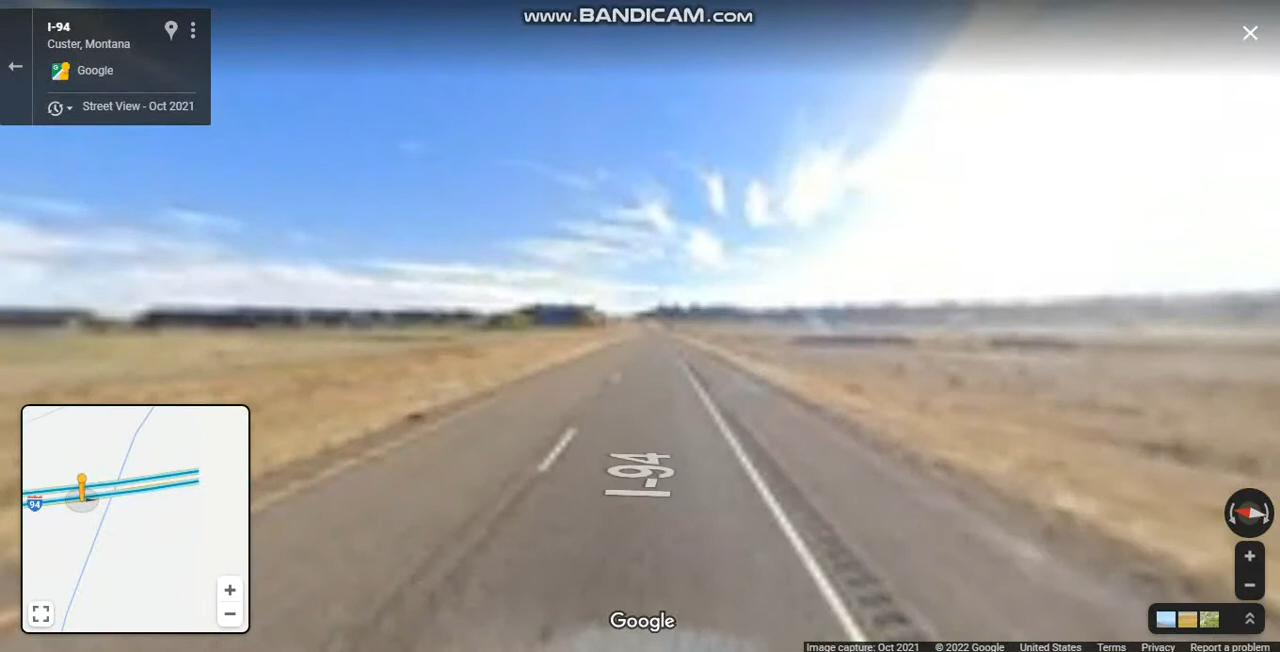 www.BANDICAM.com
I-94
Custer, Montana
Google
Street View - Oct 2021
I-94
94
Google
Image capture: Oct 2021 © 2022 Google United States Terms Privacy Report a problem